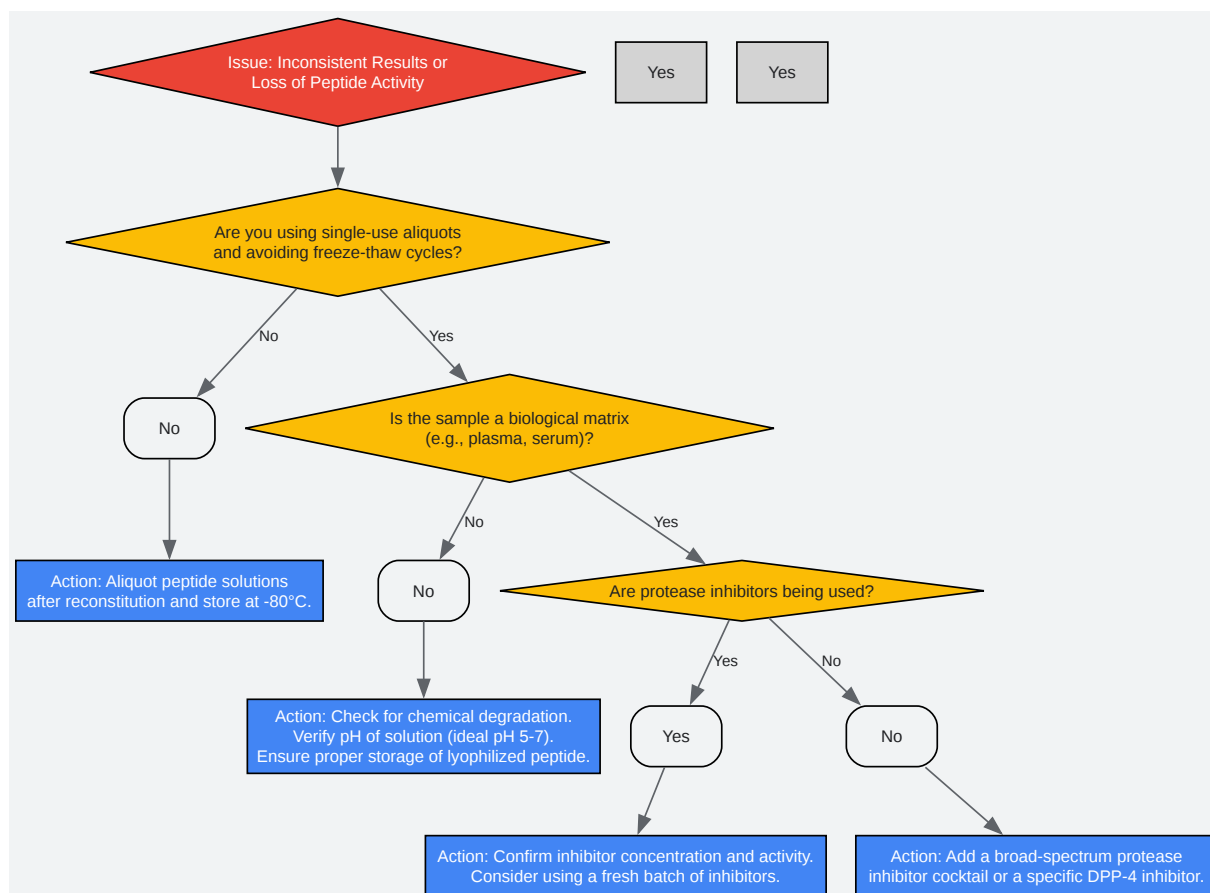 Issue: Inconsistent Results or
Loss of Peptide Activity
Yes
Yes
Are you using single-use aliquots
and avoiding freeze-thaw cycles?
No
Yes
No
Is the sample a biological matrix
(e.g., plasma, serum)?
No
Yes
Action: Aliquot peptide solutions
after reconstitution and store at -80°C.
No
Are protease inhibitors being used?
Yes
No
Action: Check for chemical degradation.
Verify pH of solution (ideal pH 5-7).
Ensure proper storage of lyophilized peptide.
Yes
No
Action: Confirm inhibitor concentration and activity.
Consider using a fresh batch of inhibitors.
Action: Add a broad-spectrum protease
inhibitor cocktail or a specific DPP-4 inhibitor.